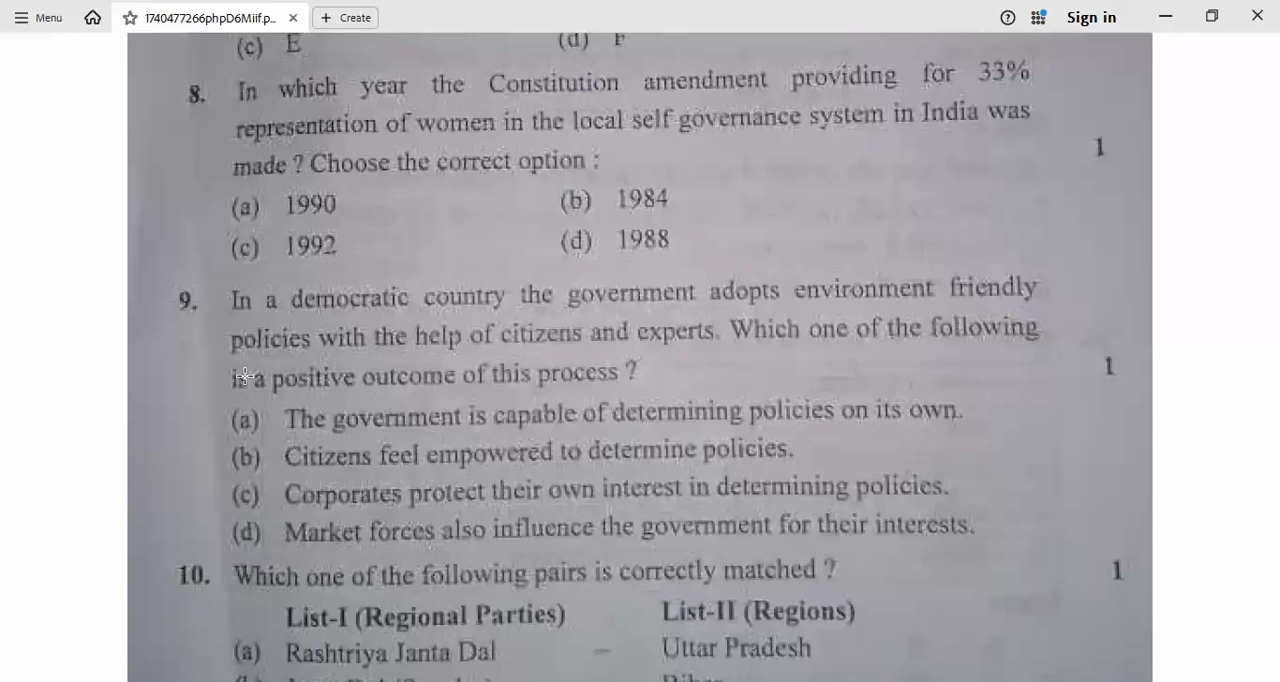 Menu
1740477266phpD6Miif.p...
Create
Sign in
(c) E
(d) F
8. In which year the Constitution amendment providing for 33%
representation of women in the local self governance system in India was
made ? Choose the correct option :
1
(a) 1990
(b) 1984
(c) 1992
(d) 1988
9. In a democratic country the government adopts environment friendly
policies with the help of citizens and experts. Which one of the following
is a positive outcome of this process ?
1
(a) The government is capable of determining policies on its own.
(b) Citizens feel empowered to determine policies.
(c) Corporates protect their own interest in determining policies.
(d) Market forces also influence the government for their interests.
10. Which one of the following pairs is correctly matched ?
1
List-I (Regional Parties)
List-II (Regions)
(a) Rashtriya Janta Dal – Uttar Pradesh